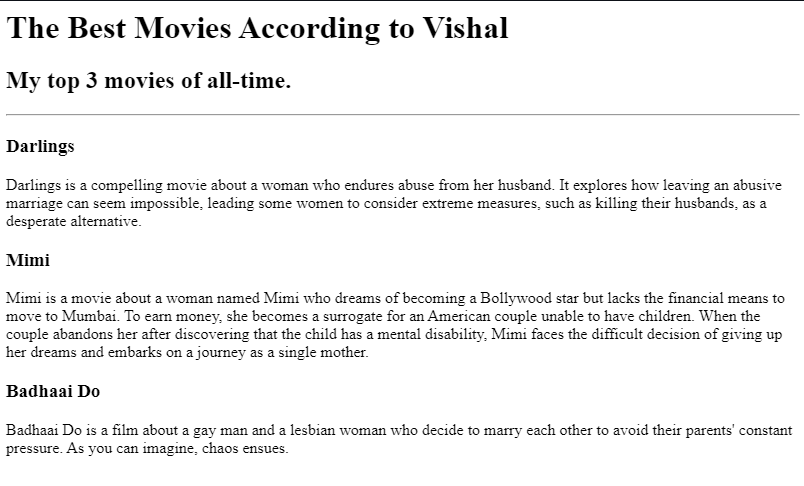 The Best Movies According to Vishal
My top 3 movies of all-time.
Darlings
Darlings is a compelling movie about a woman who endures abuse from her husband. It explores how leaving an abusive
marriage can seem impossible, leading some women to consider extreme measures, such as killing their husbands, as a
desperate alternative.
Mimi
Mimi is a movie about a woman named Mimi who dreams of becoming a Bollywood star but lacks the financial means to
move to Mumbai. To earn money, she becomes a surrogate for an American couple unable to have children. When the
couple abandons her after discovering that the child has a mental disability, Mimi faces the difficult decision of giving up
her dreams and embarks on a journey as a single mother.
Badhaai Do
Badhaai Do is a film about a gay man and a lesbian woman who decide to marry each other to avoid their parents' constant
pressure. As you can imagine, chaos ensues.